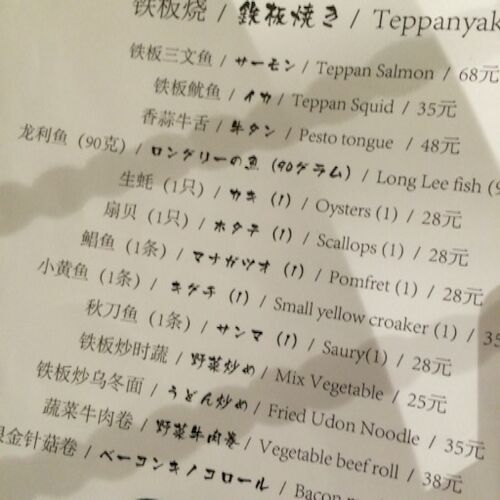 铁板烧 / 鉄板焼き / Teppanyak
铁板三文鱼 / サーモン / Teppan Salmon / 68元
铁板鱿鱼 / イカ / Teppan Squid / 35元
香蒜牛舌 / 牛タン / Pesto tongue / 48元
龙利鱼 (90克) / ロングリーの魚 (90グラム) / Long Lee fish (9
生蚝 (1只) / カキ (1) / Oysters (1) / 28元
扇贝 (1只) / ホタテ (1) / Scallops (1) / 28元
鲳鱼 (1条) / マナガツオ (1) / Pomfret (1) / 28元
小黄鱼 (1条) / キグチ (1) / Small yellow croaker (1) / 35
秋刀鱼 (1条) / サンマ (1) / Saury(1) / 28元
铁板炒时蔬 / 野菜炒め / Mix Vegetable / 25元
铁板炒乌冬面 / うどん炒め / Fried Udon Noodle / 35元
蔬菜牛肉卷 / 野菜牛肉巻 / Vegetable beef roll / 38元
金针菇卷 / ベーコンキノコロール / Bacon